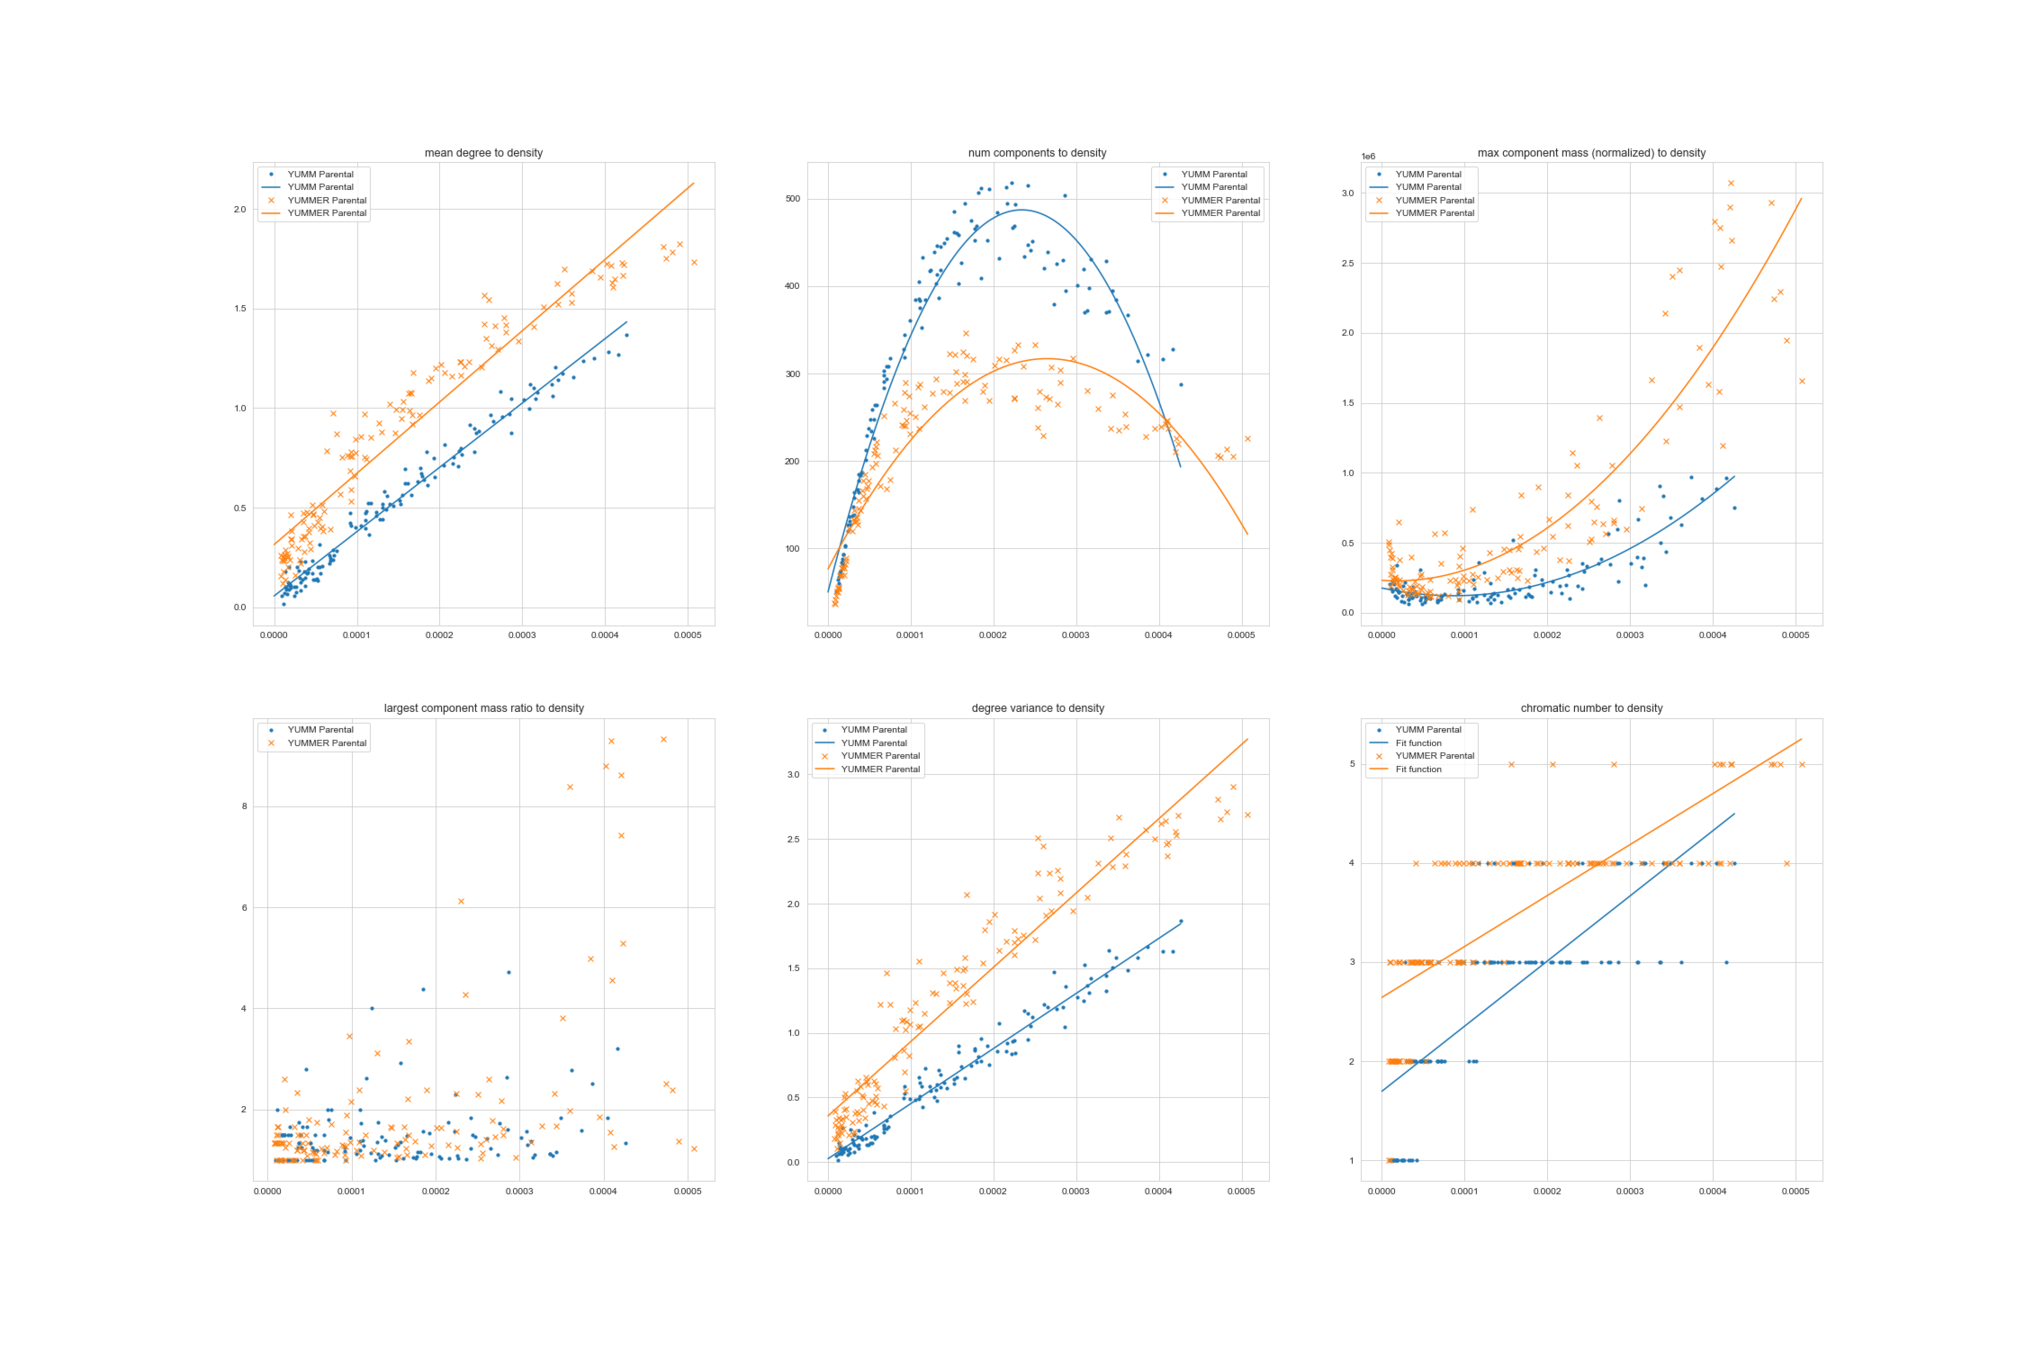 mean degree to density
YUMM Parental
YUMM Parental
YUMMER Parental
YUMMER Parental
2.0
1.5
1.0
0.5
0.0
0.0000 0.0001 0.0002 0.0003 0.0004 0.0005
num components to density
YUMM Parental
YUMM Parental
YUMMER Parental
YUMMER Parental
500
400
300
200
100
0.0000 0.0001 0.0002 0.0003 0.0004 0.0005
max component mass (normalized) to density
1e6
YUMM Parental
YUMM Parental
YUMMER Parental
YUMMER Parental
3.0
2.5
2.0
1.5
1.0
0.5
0.0
0.0000 0.0001 0.0002 0.0003 0.0004 0.0005
largest component mass ratio to density
YUMM Parental
YUMMER Parental
8
6
4
2
0.0000 0.0001 0.0002 0.0003 0.0004 0.0005
degree variance to density
YUMM Parental
YUMM Parental
YUMMER Parental
YUMMER Parental
3.0
2.5
2.0
1.5
1.0
0.5
0.0
0.0000 0.0001 0.0002 0.0003 0.0004 0.0005
chromatic number to density
YUMM Parental
Fit function
YUMMER Parental
Fit function
5
4
3
2
1
0.0000 0.0001 0.0002 0.0003 0.0004 0.0005